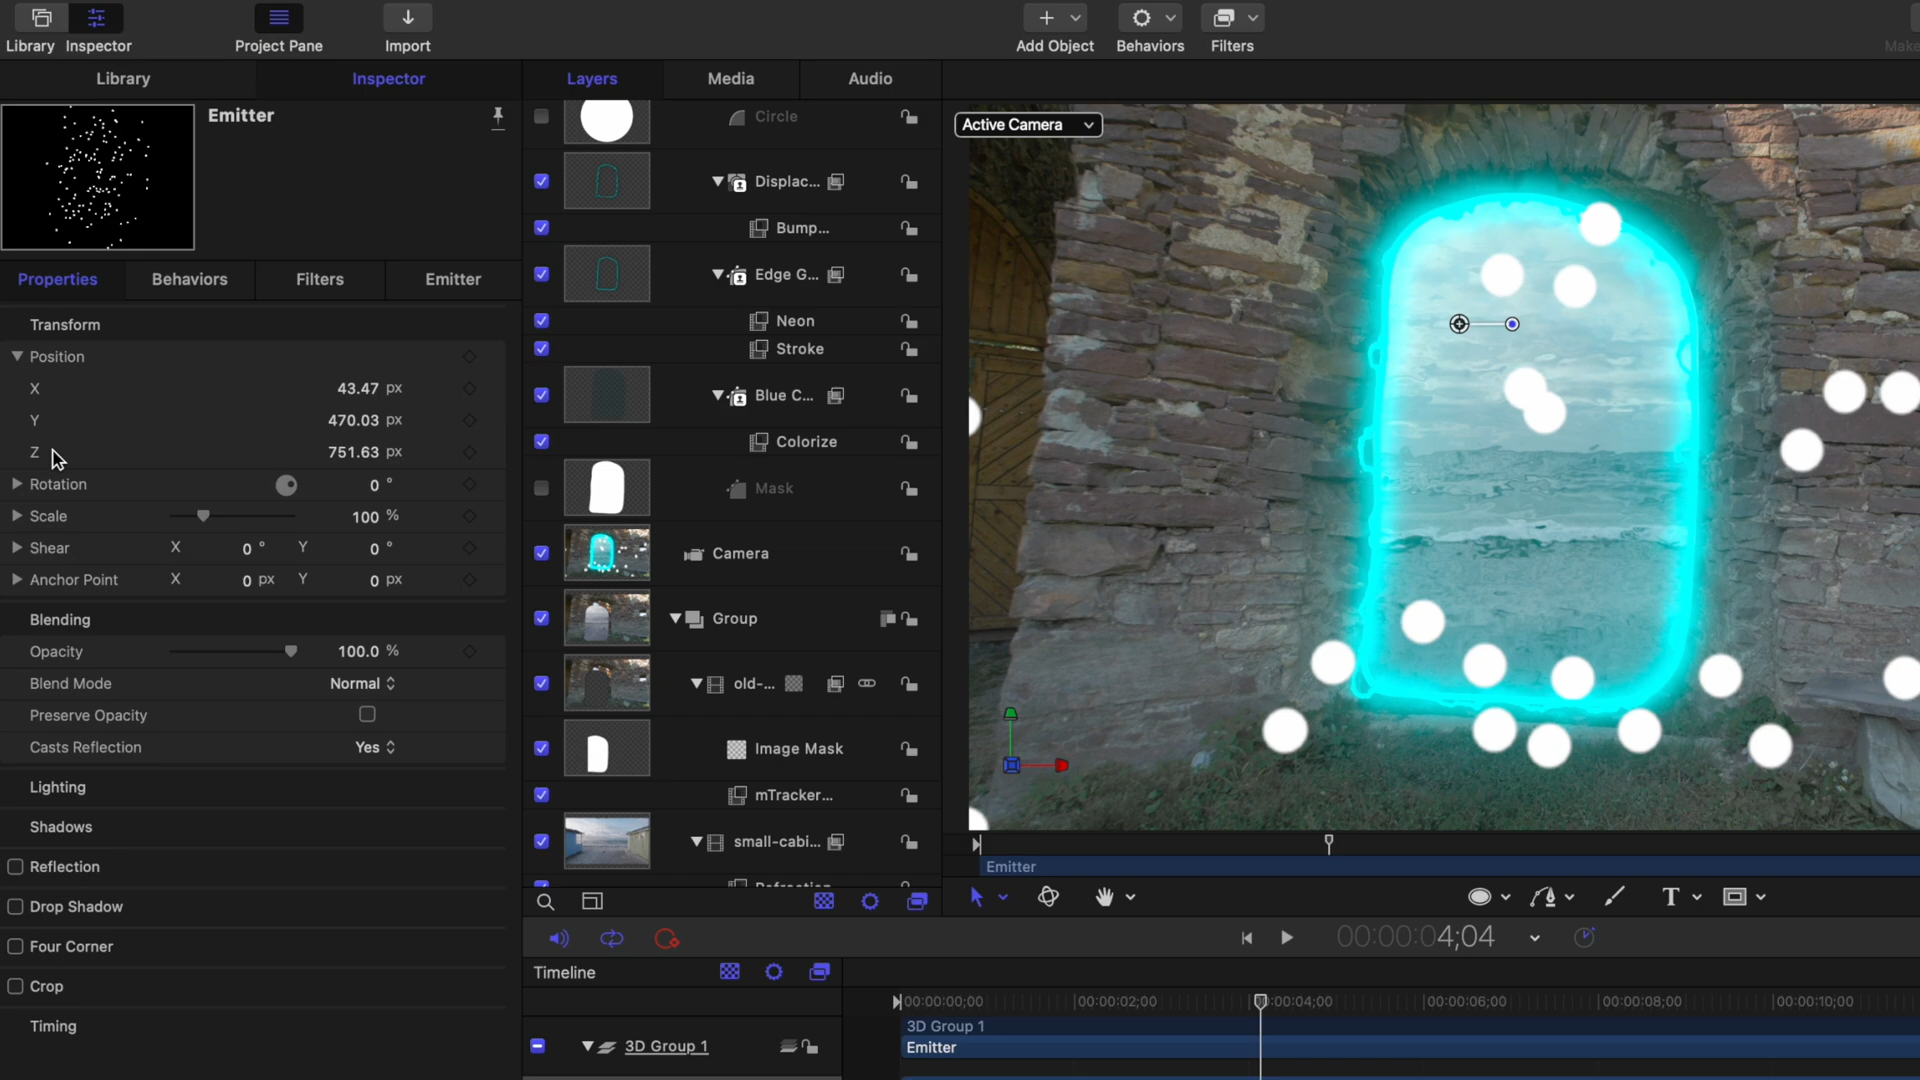 Library Inspector Project Pane Import Add Object Behaviors Filters Make
Library Inspector Layers Media Audio
Emitter
Properties Behaviors Filters Emitter
Transform
Position
X 43.47 px
Y 470.03 px
Z 751.63 px
Rotation 0 °
Scale 100 %
Shear X 0 ° Y 0 °
Anchor Point X 0 px Y 0 px
Blending
Opacity 100.0 %
Blend Mode Normal
Preserve Opacity
Casts Reflection Yes
Lighting
Shadows
Reflection
Drop Shadow
Four Corner
Crop
Timing
Circle
Displac...
Bump...
Edge G...
Neon
Stroke
Blue C...
Colorize
Mask
Camera
Group
old-...
Image Mask
mTracker...
small-cabi...
Refraction
Active Camera
Emitter
T
00:00:04;04
Timeline
00:00:00;00 00:00:02;00 00:00:04;00 00:00:06;00 00:00:08;00 00:00:10;00
3D Group 1
3D Group 1
Emitter